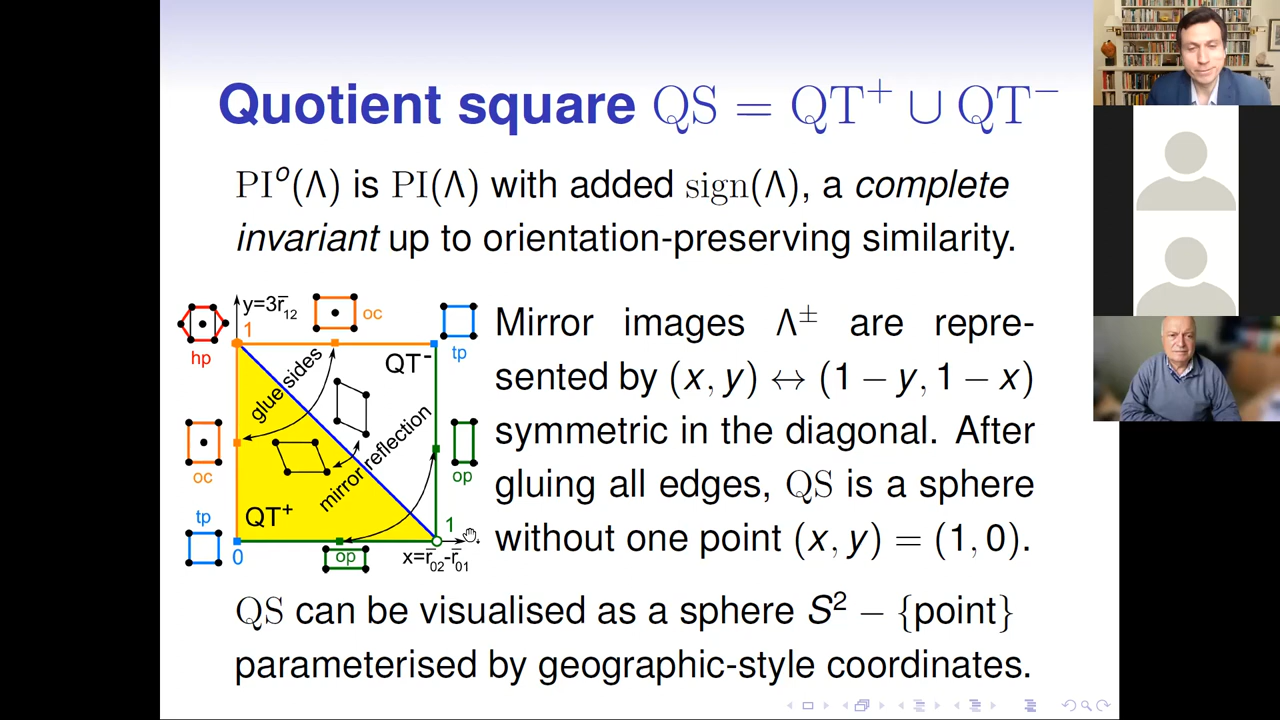 Quotient square QS = QT⁺ ∪ QT⁻
PIᵒ(Λ) is PI(Λ) with added sign(Λ), a complete
invariant up to orientation-preserving similarity.
y=3r̄₁₂
1
hp
oc
tp
QT⁻
glue sides
mirror reflection
oc
op
tp
QT⁺
1
0
op
x=r̄₀₂-r̄₀₁
Mirror images Λ± are repre-
sented by (x, y) ↔ (1 − y, 1 − x)
symmetric in the diagonal. After
gluing all edges, QS is a sphere
without one point (x, y) = (1, 0).
QS can be visualised as a sphere S² − {point}
parameterised by geographic-style coordinates.